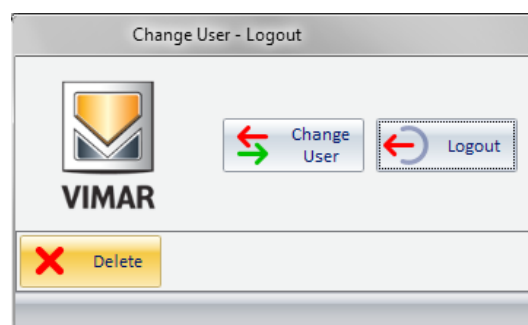 Change User - Logout
Change
User
Logout
VIMAR
Delete